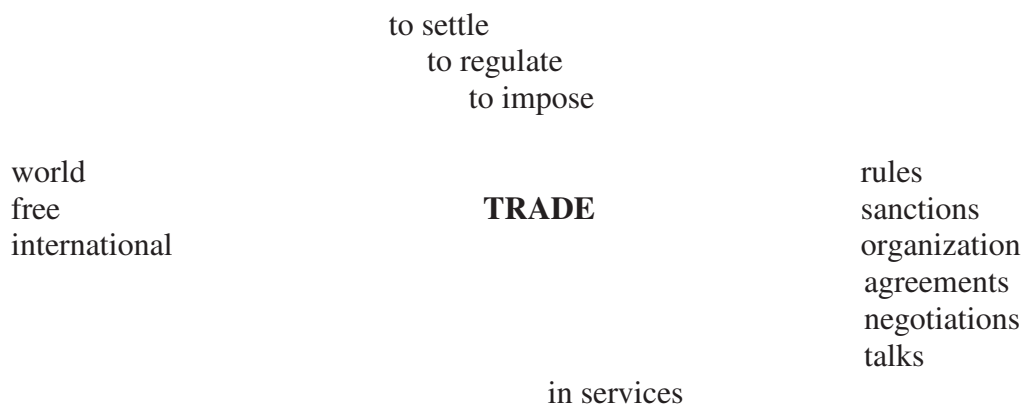 to settle
to regulate
to impose
world
free
international
TRADE
rules
sanctions
organization
agreements
negotiations
talks
in services